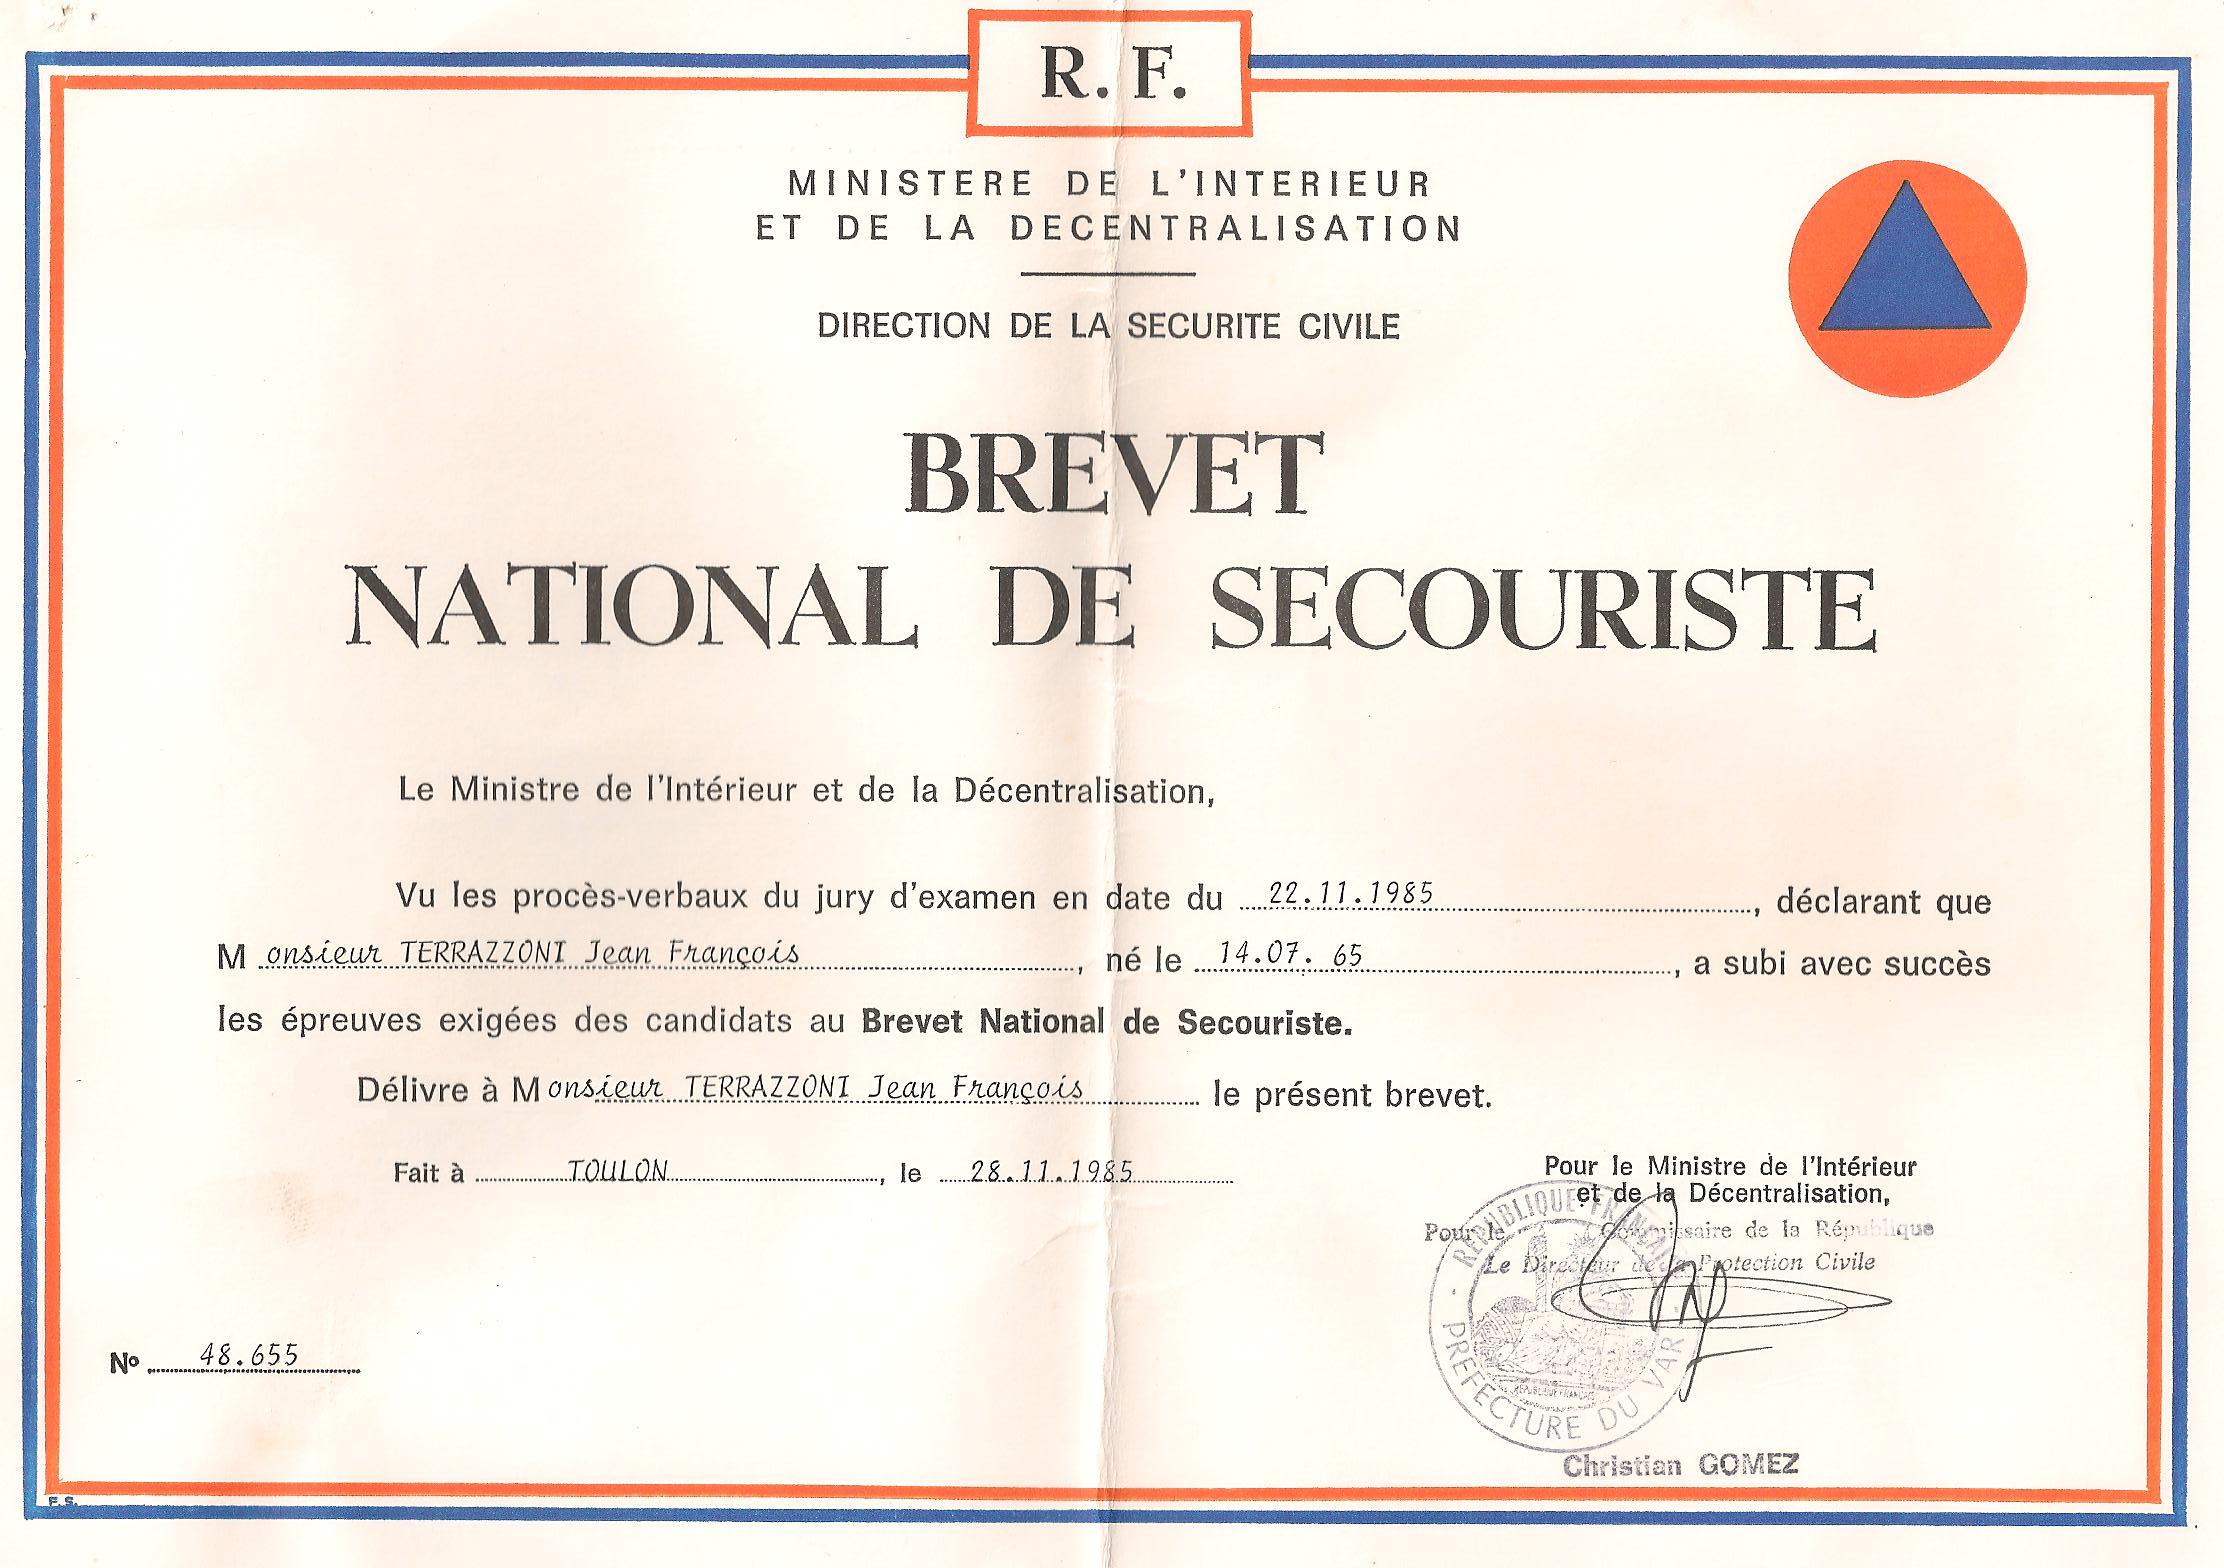 R. F.
MINISTERE DE L'INTERIEUR
ET DE LA DECENTRALISATION
DIRECTION DE LA SECURITE CIVILE
BREVET
NATIONAL DE SECOURISTE
Le Ministre de l'Intérieur et de la Décentralisation,
Vu les procès-verbaux du jury d'examen en date du 22.11.1985, déclarant que
Monsieur TERRAZZONI Jean François, né le 14.07.65, a subi avec succès
les épreuves exigées des candidats au Brevet National de Secouriste.
Délivre à Monsieur TERRAZZONI Jean François le présent brevet.
Fait à TOULON, le 28.11.1985
Pour le Ministre de l'Intérieur
et de la Décentralisation,
Pour le Commissaire de la République
Le Directeur de la Protection Civile
REPUBLIQUE FRANCAISE
REPUBLIQUE FRANCAISE
PREFECTURE DU VAR
Christian GOMEZ
No 48.655
F.S.